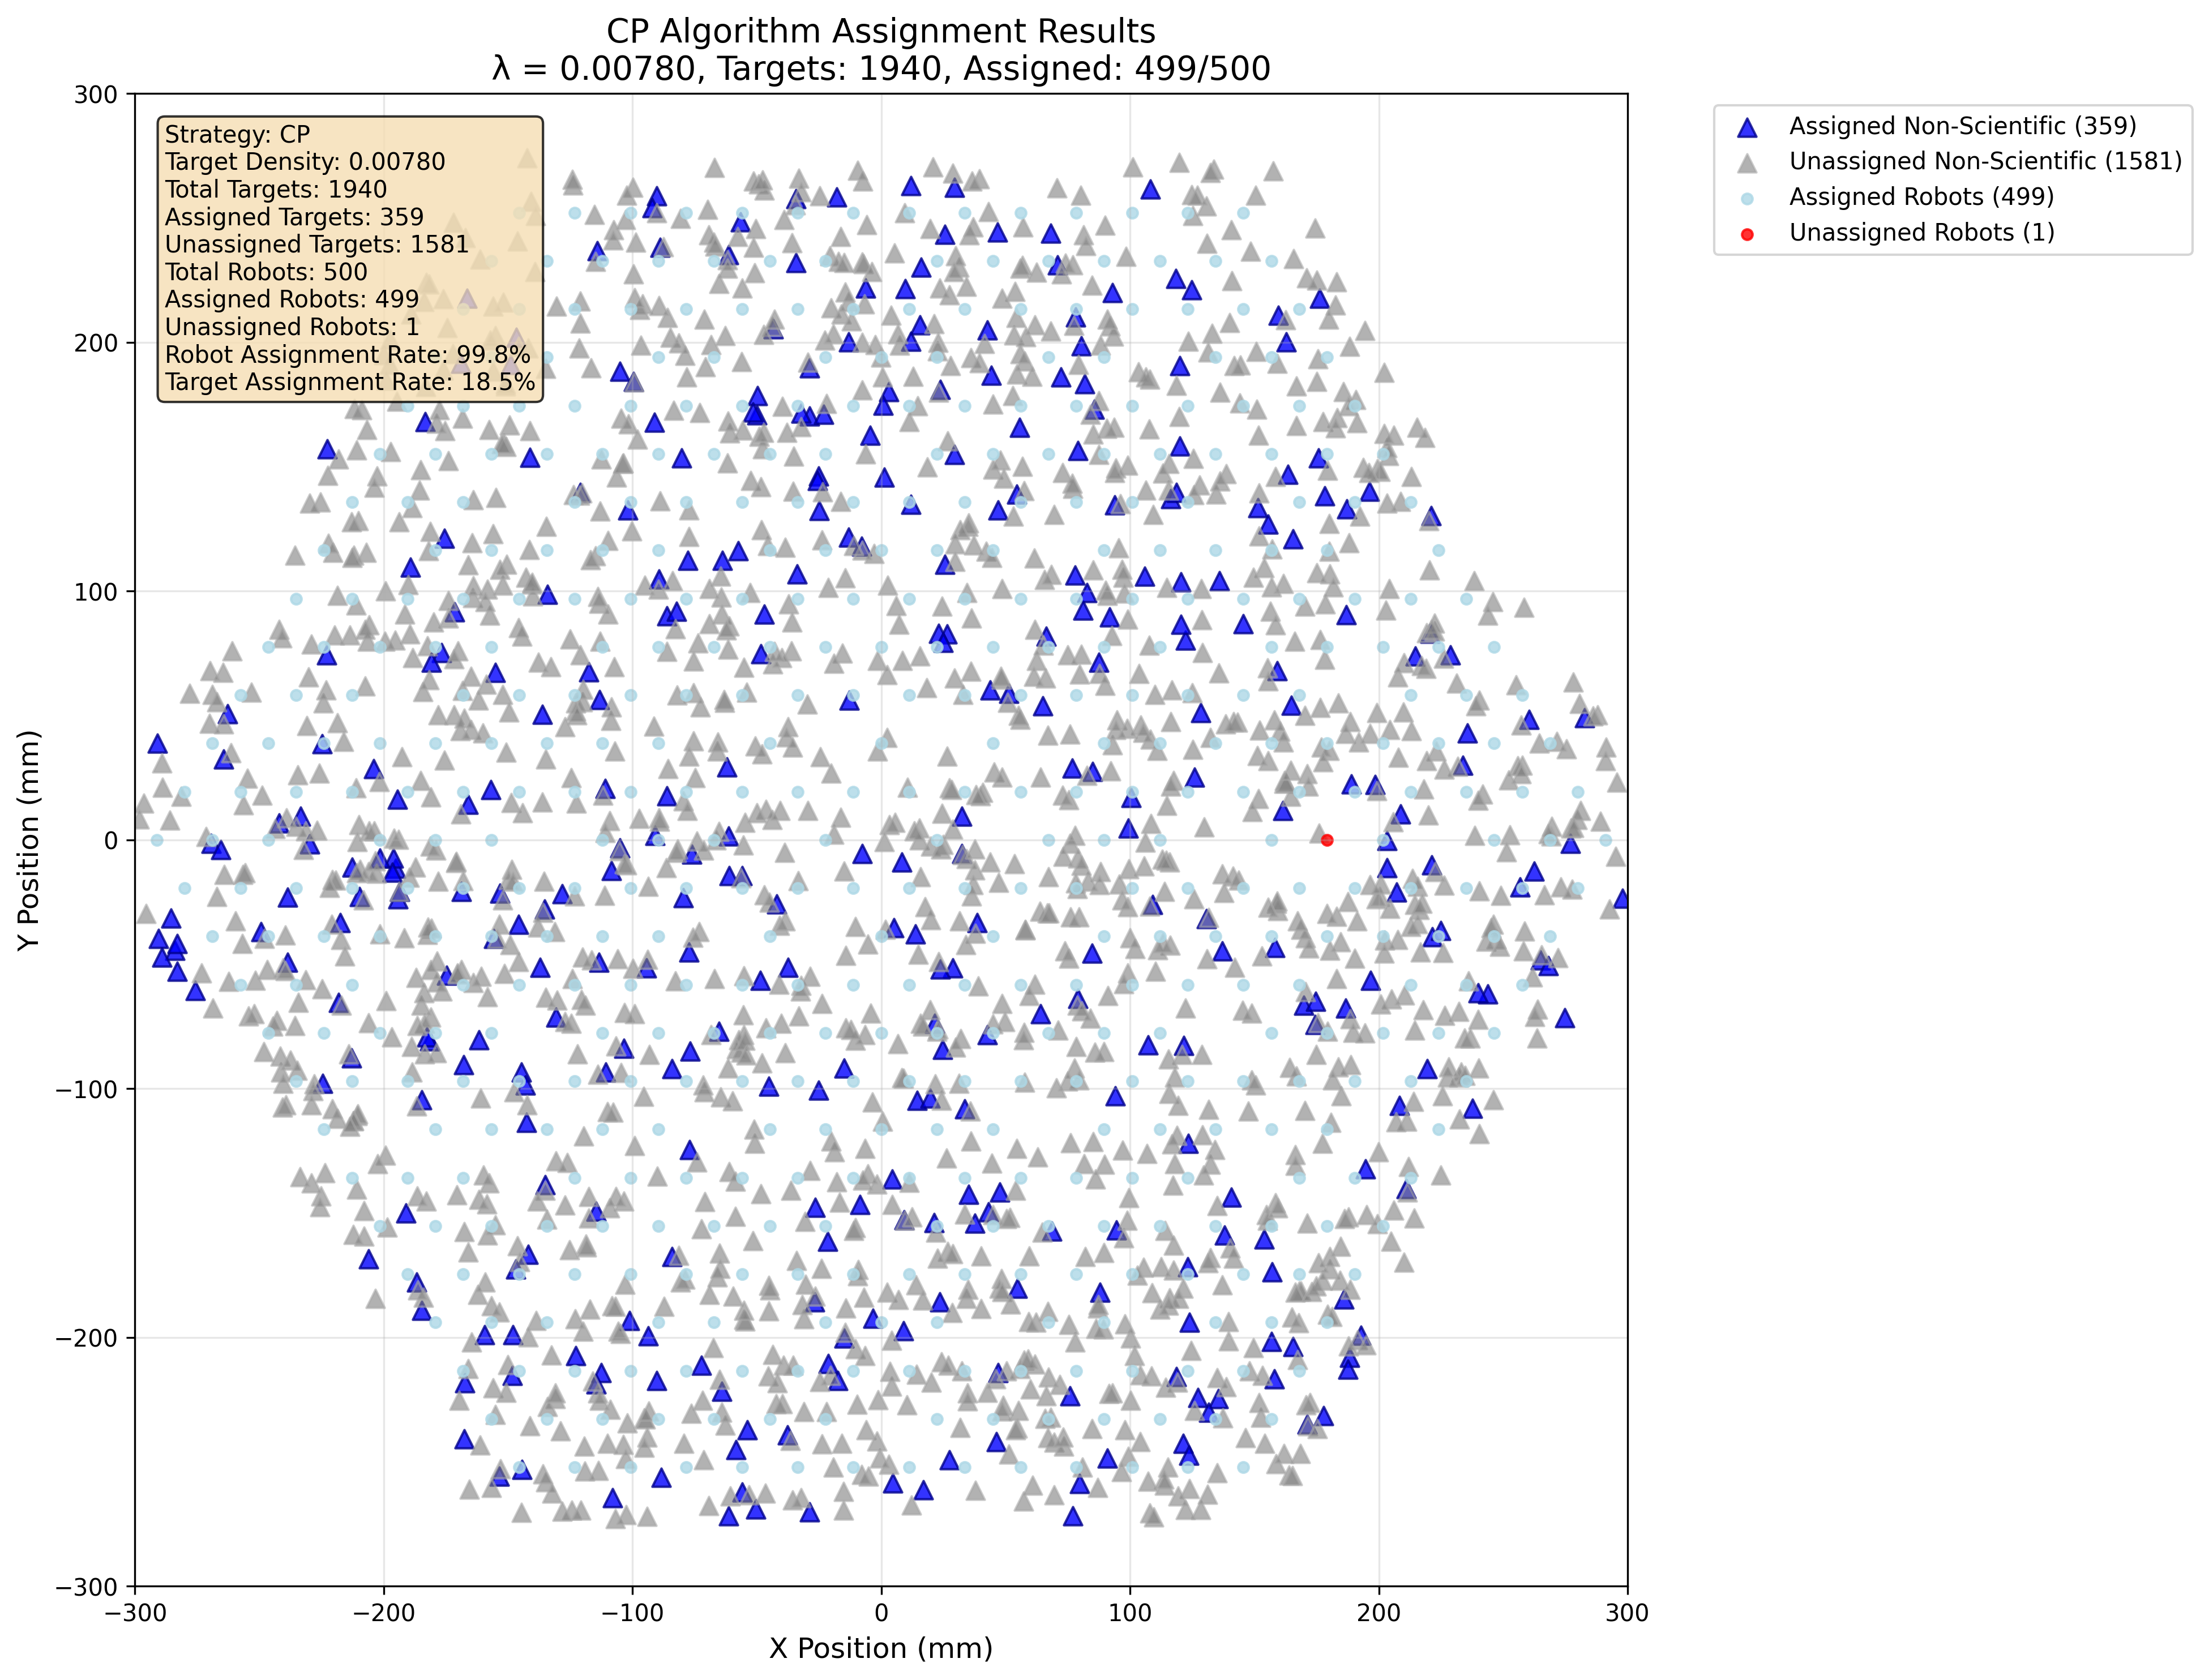 CP Algorithm Assignment Results
λ = 0.00780, Targets: 1940, Assigned: 499/500
Strategy: CP
Target Density: 0.00780
Total Targets: 1940
Assigned Targets: 359
Unassigned Targets: 1581
Total Robots: 500
Assigned Robots: 499
Unassigned Robots: 1
Robot Assignment Rate: 99.8%
Target Assignment Rate: 18.5%
Assigned Non-Scientific (359)
Unassigned Non-Scientific (1581)
Assigned Robots (499)
Unassigned Robots (1)
Y Position (mm)
300
200
100
0
−100
−200
−300
−300
−200
−100
0
100
200
300
X Position (mm)